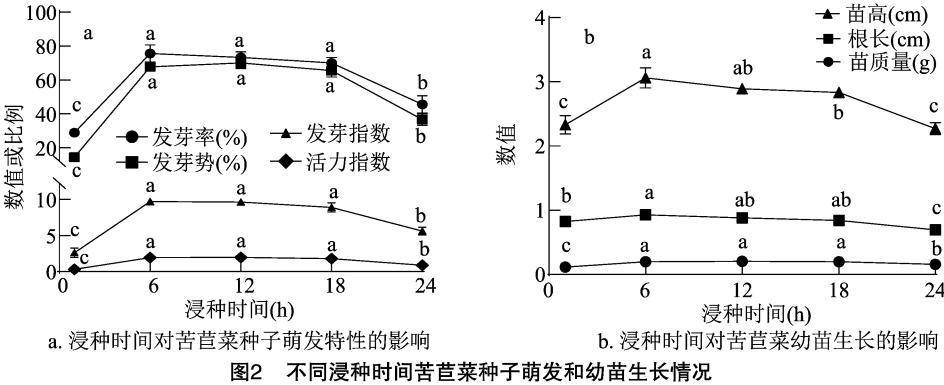 100
80
60
40
20
10
5
0
数值或比例
a
c
a
a
a
b
a
a
a
b
c
发芽率(%)
发芽指数
发芽势(%)
活力指数
c
a
a
a
b
c
a
a
a
b
0 6 12 18 24
浸种时间(h)
a. 浸种时间对苦苣菜种子萌发特性的影响
4
3
2
1
0
数值
b
苗高(cm)
根长(cm)
苗质量(g)
c
a
ab
b
c
b
a
ab
ab
c
c
a
a
a
b
0 6 12 18 24
浸种时间(h)
b. 浸种时间对苦苣菜幼苗生长的影响
图2 不同浸种时间苦苣菜种子萌发和幼苗生长情况